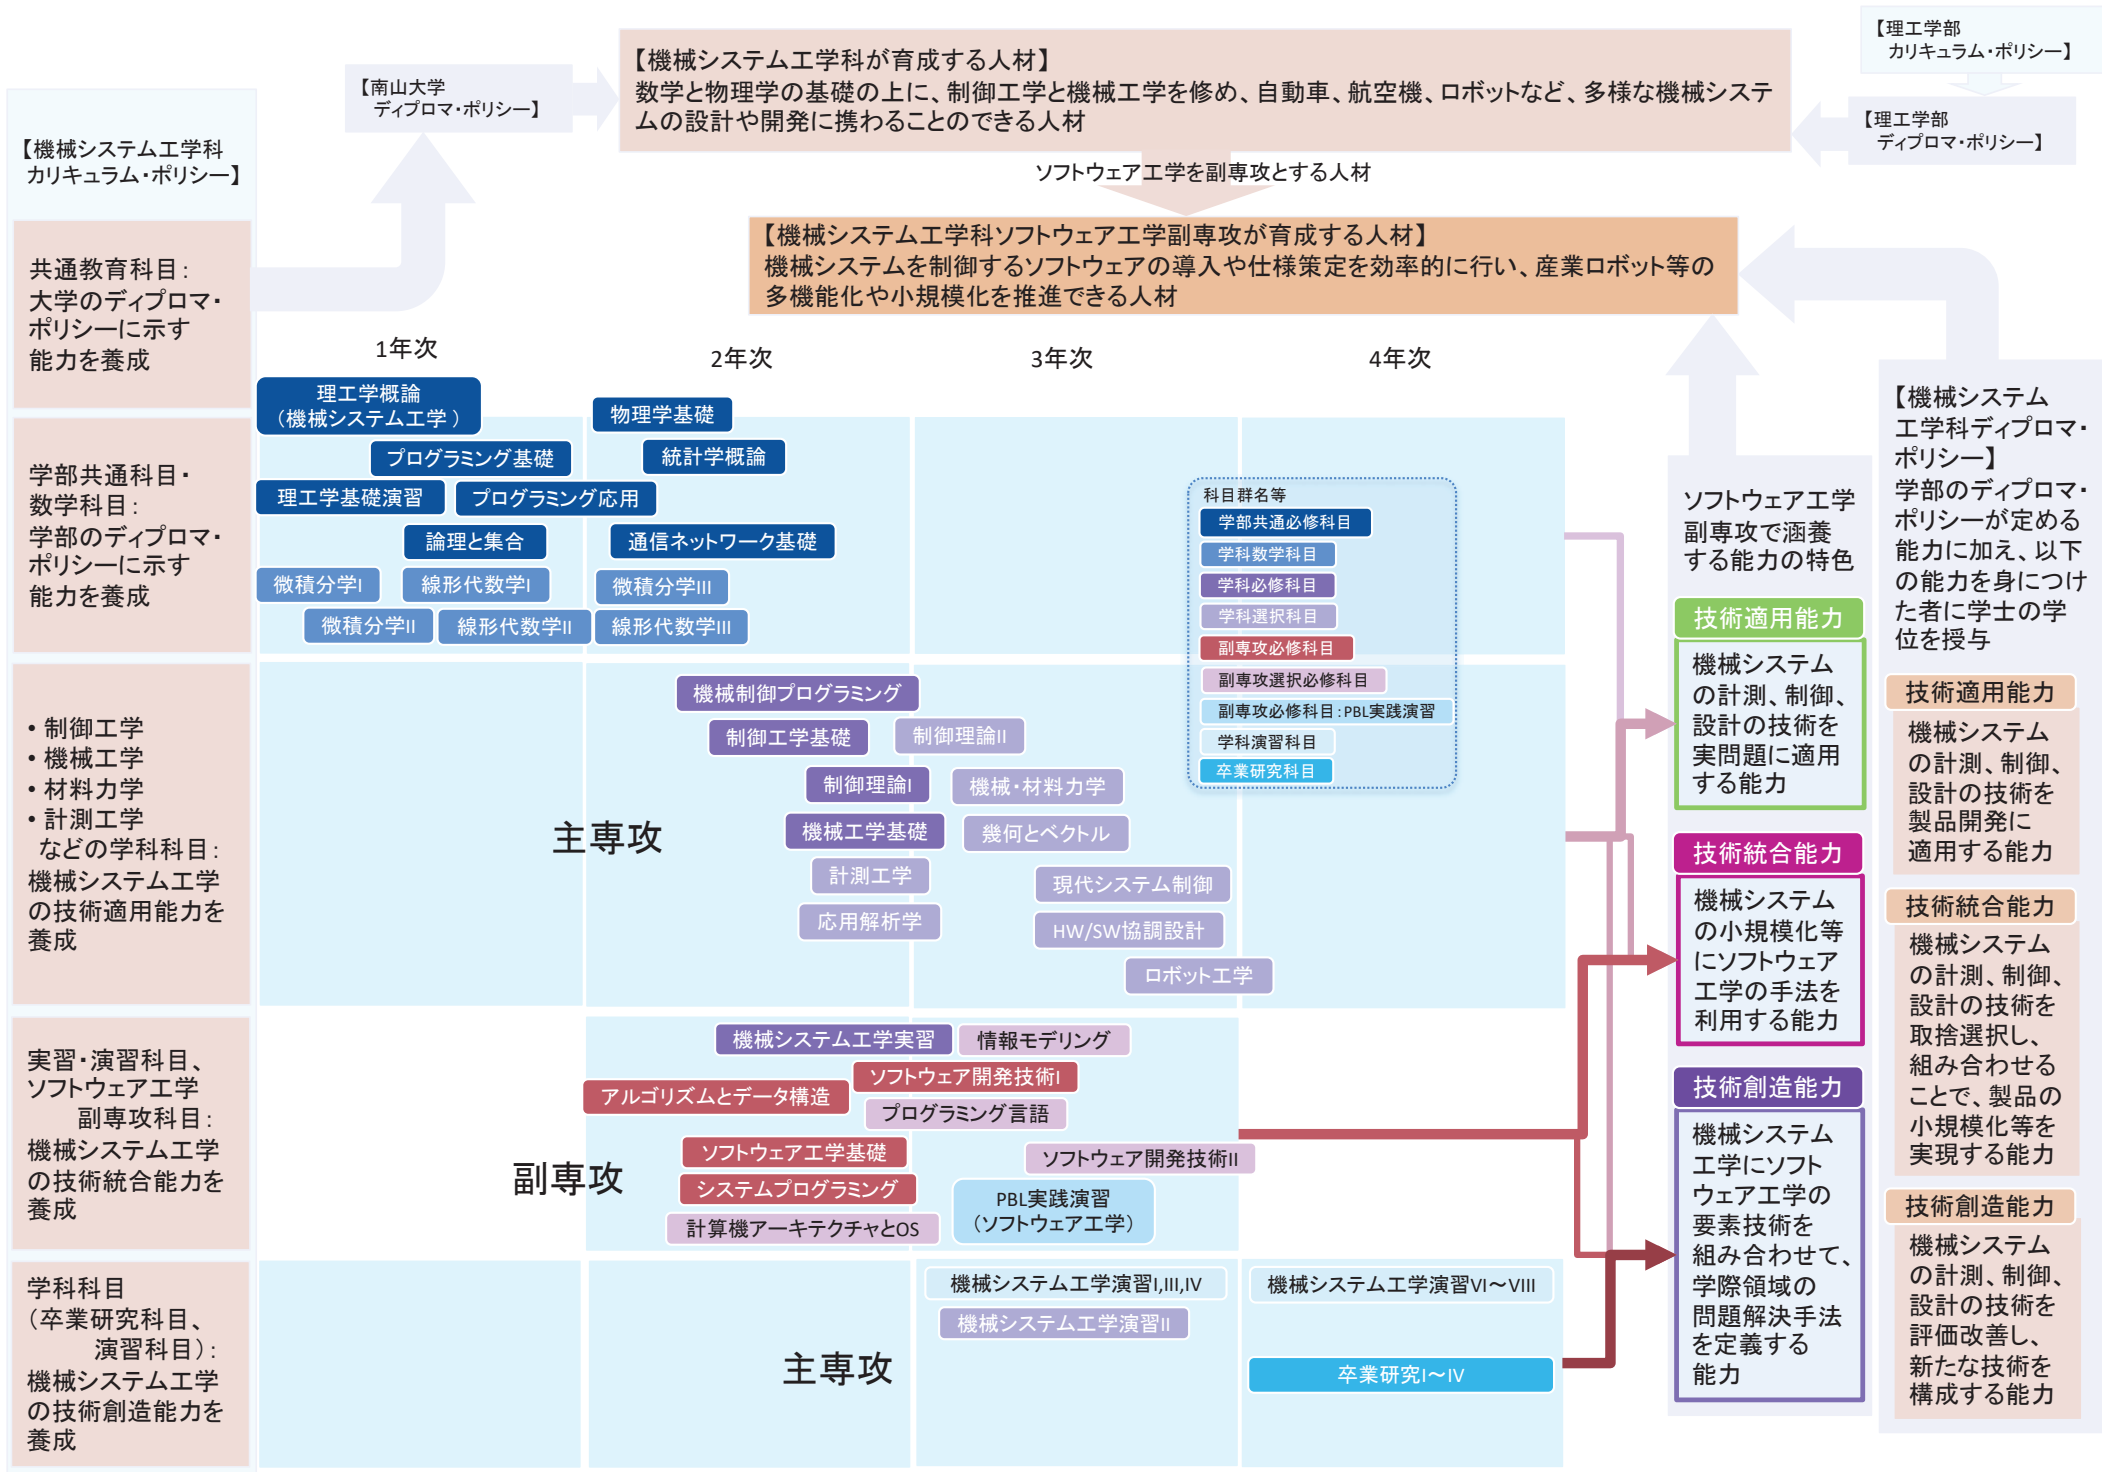 【理工学部
カリキュラム・ポリシー】
【理工学部
ディプロマ・ポリシー】
【南山大学
ディプロマ・ポリシー】
【機械システム工学科が育成する人材】
数学と物理学の基礎の上に、制御工学と機械工学を修め、自動車、航空機、ロボットなど、多様な機械システ
ムの設計や開発に携わることのできる人材
ソフトウェア工学を副専攻とする人材
【機械システム工学科ソフトウェア工学副専攻が育成する人材】
機械システムを制御するソフトウェアの導入や仕様策定を効率的に行い、産業ロボット等の
多機能化や小規模化を推進できる人材
【機械システム工学科
カリキュラム・ポリシー】
共通教育科目：
大学のディプロマ・
ポリシーに示す
能力を養成
学部共通科目・
数学科目：
学部のディプロマ・
ポリシーに示す
能力を養成
・制御工学
・機械工学
・材料力学
・計測工学
などの学科科目：
機械システム工学
の技術適用能力を
養成
実習・演習科目、
ソフトウェア工学
副専攻科目：
機械システム工学
の技術統合能力を
養成
学科科目
（卒業研究科目、
演習科目）：
機械システム工学
の技術創造能力を
養成
1年次
2年次
3年次
4年次
理工学概論
（機械システム工学 ）
物理学基礎
プログラミング基礎
統計学概論
理工学基礎演習
プログラミング応用
論理と集合
通信ネットワーク基礎
微積分学I
線形代数学I
微積分学III
微積分学II
線形代数学II
線形代数学III
科目群名等
学部共通必修科目
学科数学科目
学科必修科目
学科選択科目
副専攻必修科目
副専攻選択必修科目
副専攻必修科目：PBL実践演習
学科演習科目
卒業研究科目
主専攻
機械制御プログラミング
制御工学基礎
制御理論II
制御理論I
機械・材料力学
機械工学基礎
幾何とベクトル
計測工学
現代システム制御
応用解析学
HW/SW協調設計
ロボット工学
副専攻
機械システム工学実習
情報モデリング
ソフトウェア開発技術I
アルゴリズムとデータ構造
プログラミング言語
ソフトウェア工学基礎
ソフトウェア開発技術II
システムプログラミング
PBL実践演習
（ソフトウェア工学）
計算機アーキテクチャとOS
主専攻
機械システム工学演習I,III,IV
機械システム工学演習VI～VIII
機械システム工学演習II
卒業研究I～IV
ソフトウェア工学
副専攻で涵養
する能力の特色
技術適用能力
機械システム
の計測、制御、
設計の技術を
実問題に適用
する能力
技術統合能力
機械システム
の小規模化等
にソフトウェア
工学の手法を
利用する能力
技術創造能力
機械システム
工学にソフト
ウェア工学の
要素技術を
組み合わせて、
学際領域の
問題解決手法
を定義する
能力
【機械システム
工学科ディプロマ・
ポリシー】
学部のディプロマ・
ポリシーが定める
能力に加え、以下
の能力を身につけ
た者に学士の学
位を授与
技術適用能力
機械システム
の計測、制御、
設計の技術を
製品開発に
適用する能力
技術統合能力
機械システム
の計測、制御、
設計の技術を
取捨選択し、
組み合わせる
ことで、製品の
小規模化等を
実現する能力
技術創造能力
機械システム
の計測、制御、
設計の技術を
評価改善し、
新たな技術を
構成する能力